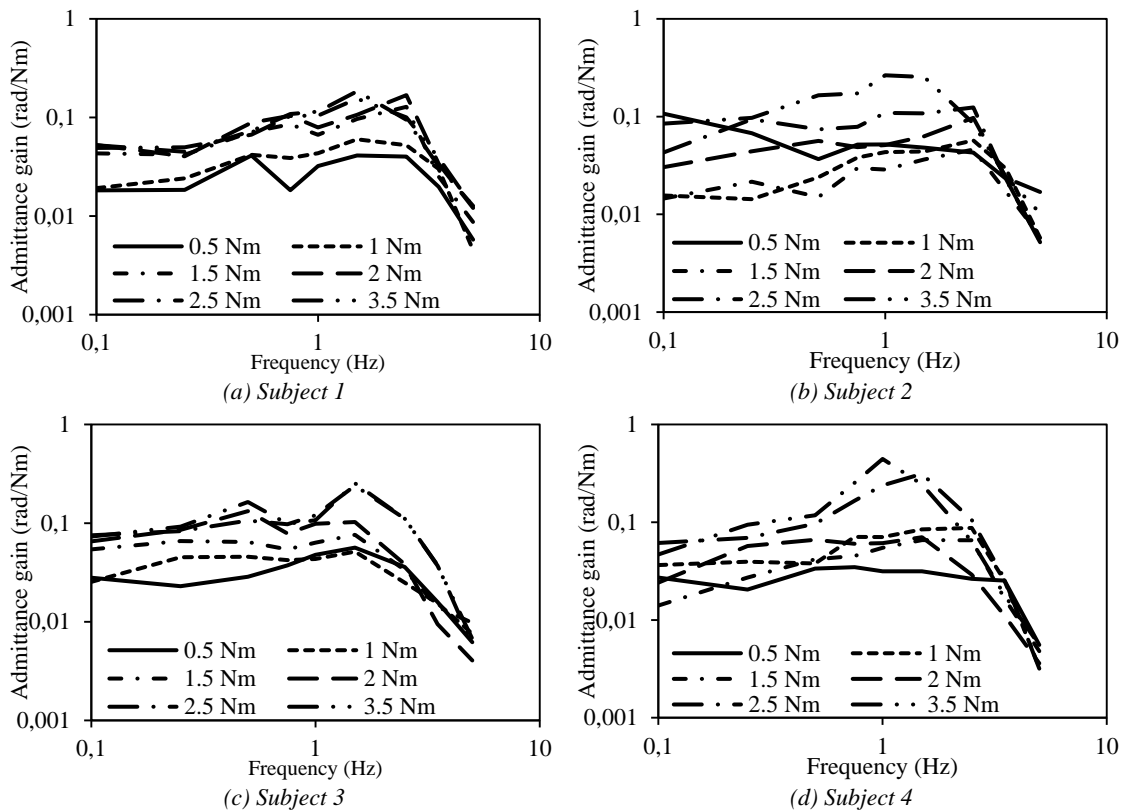 Admittance gain (rad/Nm)
1
0,1
0,01
0,001
0.5 Nm
1 Nm
1.5 Nm
2 Nm
2.5 Nm
3.5 Nm
0,1
1
10
Frequency (Hz)
(a) Subject 1
Admittance gain (rad/Nm)
1
0,1
0,01
0,001
0.5 Nm
1 Nm
1.5 Nm
2 Nm
2.5 Nm
3.5 Nm
0,1
1
10
Frequency (Hz)
(b) Subject 2
Admittance gain (rad/Nm)
1
0,1
0,01
0,001
0.5 Nm
1 Nm
1.5 Nm
2 Nm
2.5 Nm
3.5 Nm
0,1
1
10
Frequency (Hz)
(c) Subject 3
Admittance gain (rad/Nm)
1
0,1
0,01
0,001
0.5 Nm
1 Nm
1.5 Nm
2 Nm
2.5 Nm
3.5 Nm
0,1
1
10
Frequency (Hz)
(d) Subject 4